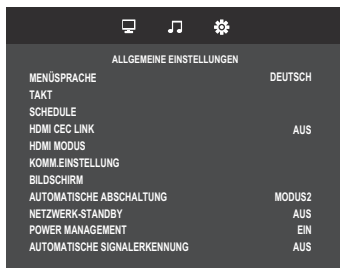 ALLGEMEINE EINSTELLUNGEN
MENÜSPRACHE DEUTSCH
TAKT
SCHEDULE
HDMI CEC LINK AUS
HDMI MODUS
KOMM.EINSTELLUNG
BILDSCHIRM
AUTOMATISCHE ABSCHALTUNG MODUS2
NETZWERK-STANDBY AUS
POWER MANAGEMENT EIN
AUTOMATISCHE SIGNALERKENNUNG AUS